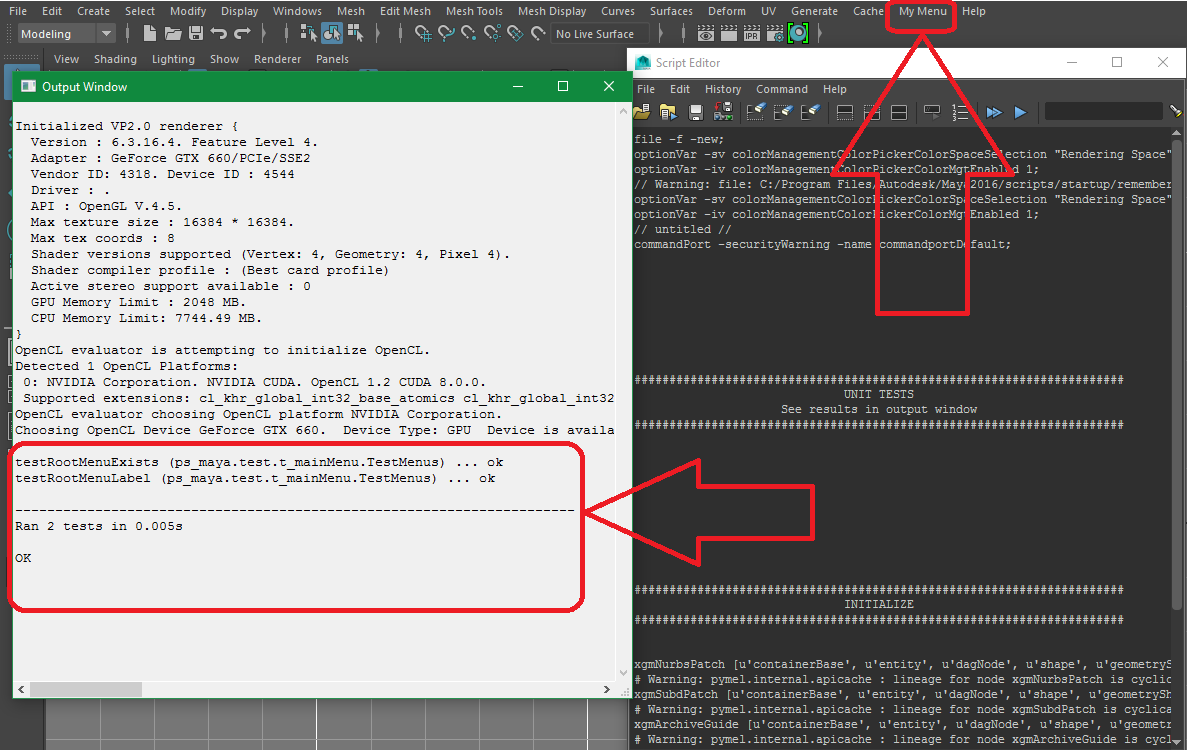 File Edit Create Select Modify Display Windows Mesh Edit Mesh Mesh Tools Mesh Display Curves Surfaces Deform UV Generate Cache My Menu Help
Modeling
No Live Surface
IPR
View Shading Lighting Show Renderer Panels
Output Window
Initialized VP2.0 renderer {
Version : 6.3.16.4. Feature Level 4.
Adapter : GeForce GTX 660/PCIe/SSE2
Vendor ID: 4318. Device ID : 4544
Driver : .
API : OpenGL V.4.5.
Max texture size : 16384 * 16384.
Max tex coords : 8
Shader versions supported (Vertex: 4, Geometry: 4, Pixel 4).
Shader compiler profile : (Best card profile)
Active stereo support available : 0
GPU Memory Limit : 2048 MB.
CPU Memory Limit: 7744.49 MB.
}
OpenCL evaluator is attempting to initialize OpenCL.
Detected 1 OpenCL Platforms:
0: NVIDIA Corporation. NVIDIA CUDA. OpenCL 1.2 CUDA 8.0.0.
Supported extensions: cl_khr_global_int32_base_atomics cl_khr_global_int32
OpenCL evaluator choosing OpenCL platform NVIDIA Corporation.
Choosing OpenCL Device GeForce GTX 660.  Device Type: GPU  Device is availa
testRootMenuExists (ps_maya.test.t_mainMenu.TestMenus) ... ok
testRootMenuLabel (ps_maya.test.t_mainMenu.TestMenus) ... ok
----------------------------------------------------------------------
Ran 2 tests in 0.005s
OK
Script Editor
File Edit History Command Help
file -f -new;
optionVar -sv colorManagementColorPickerColorSpaceSelection "Rendering Space"
optionVar -iv colorManagementColorPickerColorMgtEnabled 1;
// Warning: file: C:/Program Files/Autodesk/Maya2016/scripts/startup/remember
optionVar -sv colorManagementColorPickerColorSpaceSelection "Rendering Space"
optionVar -iv colorManagementColorPickerColorMgtEnabled 1;
// untitled //
commandPort -securityWarning -name commandportDefault;
######################################################################
UNIT TESTS
See results in output window
######################################################################
######################################################################
INITIALIZE
######################################################################
xgmNurbsPatch [u'containerBase', u'entity', u'dagNode', u'shape', u'geometryS
# Warning: pymel.internal.apicache : lineage for node xgmNurbsPatch is cyclic
xgmSubdPatch [u'containerBase', u'entity', u'dagNode', u'shape', u'geometrySh
# Warning: pymel.internal.apicache : lineage for node xgmSubdPatch is cyclica
xgmArchiveGuide [u'containerBase', u'entity', u'dagNode', u'shape', u'geometr
# Warning: pymel.internal.apicache : lineage for node xgmArchiveGuide is cycl